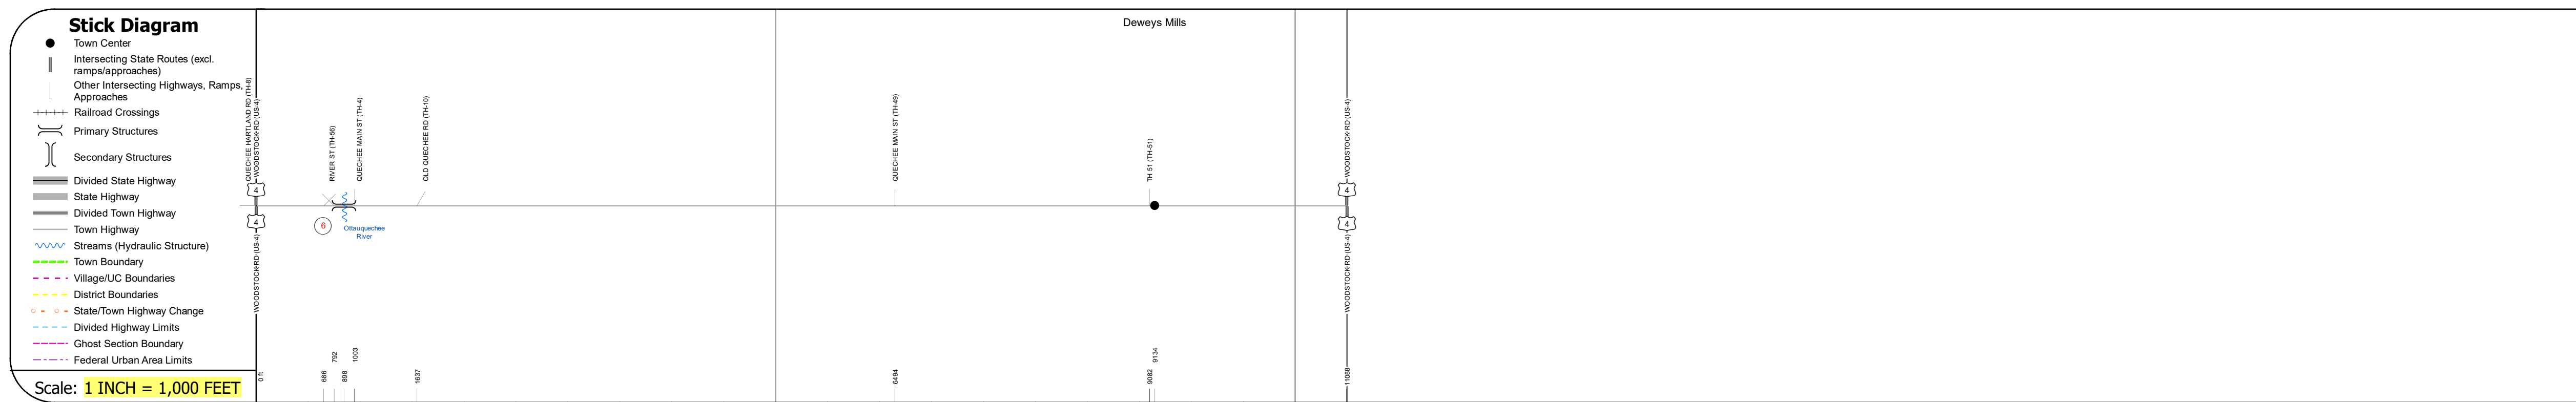 Stick Diagram
Town Center
Intersecting State Routes (excl.
ramps/approaches)
Other Intersecting Highways, Ramps,
Approaches
Railroad Crossings
Primary Structures
Secondary Structures
Divided State Highway
State Highway
Divided Town Highway
Town Highway
Streams (Hydraulic Structure)
Town Boundary
Village/UC Boundaries
District Boundaries
State/Town Highway Change
Divided Highway Limits
Ghost Section Boundary
Federal Urban Area Limits
Scale: 1 INCH = 1,000 FEET
Deweys Mills
QUECHEE HARTLAND RD (TH-8)
WOODSTOCK RD (US-4)
RIVER ST (TH-56)
QUECHEE MAIN ST (TH-4)
OLD QUECHEE RD (TH-10)
QUECHEE MAIN ST (TH-49)
TH 51 (TH-51)
WOODSTOCK RD (US-4)
4
4
6
Ottauquechee
River
4
4
WOODSTOCK RD (US-4)
WOODSTOCK RD (US-4)
0 ft
686
792
898
1003
1637
6494
9082
9134
11088